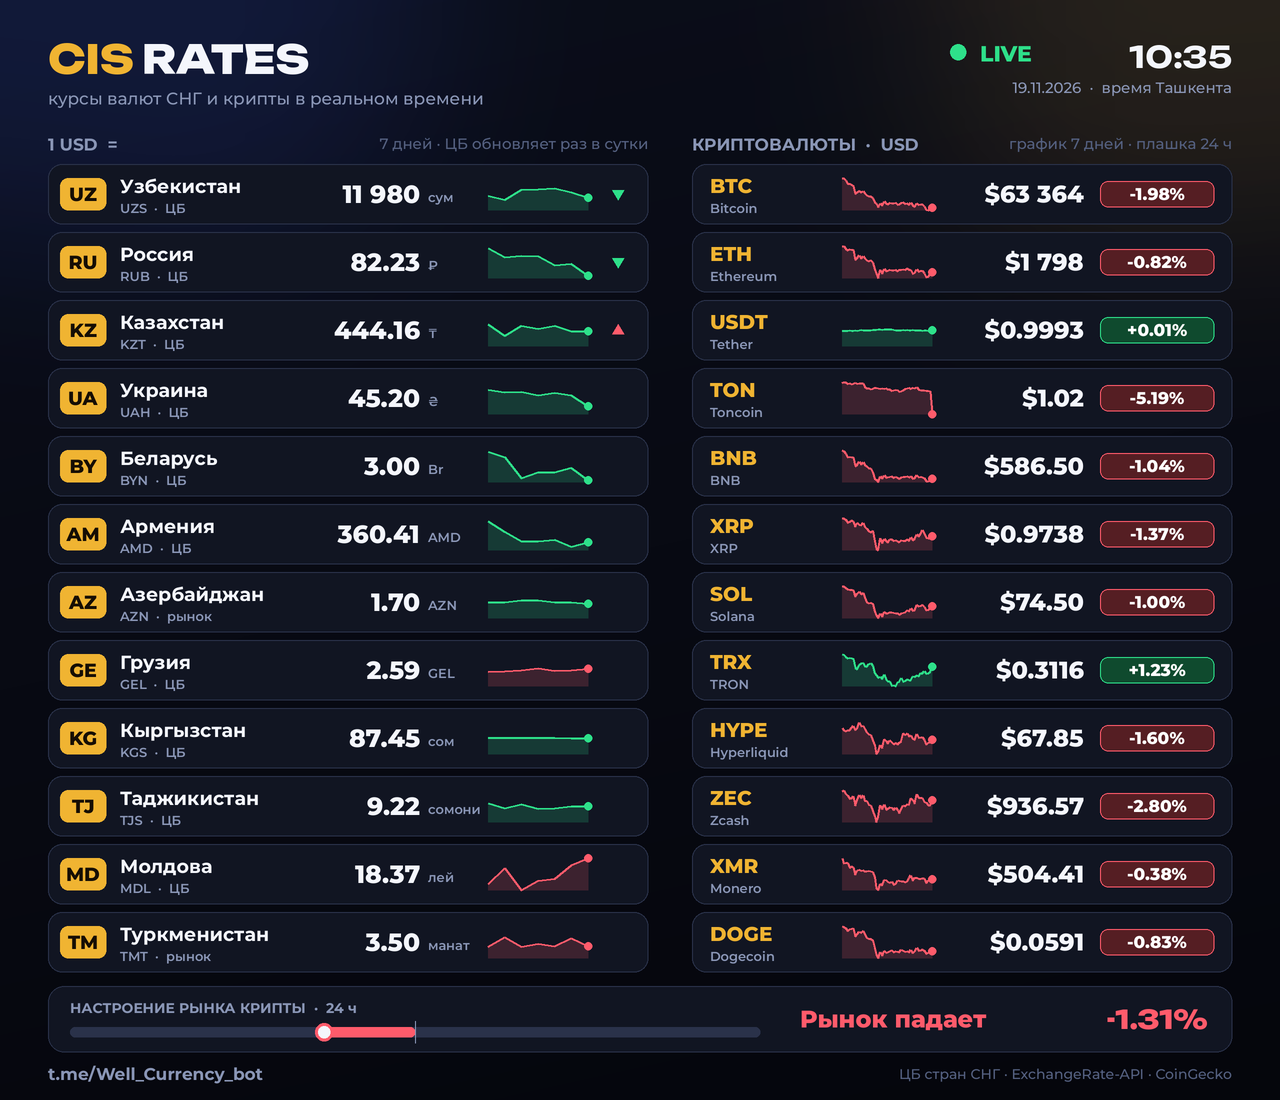 CIS RATES
курсы валют СНГ и крипты в реальном времени
LIVE
10:35
19.11.2026 · время Ташкента
1 USD =
7 дней · ЦБ обновляет раз в сутки
UZ
Узбекистан
UZS · ЦБ
11 980 сум
RU
Россия
RUB · ЦБ
82.23 ₽
KZ
Казахстан
KZT · ЦБ
444.16 ₸
UA
Украина
UAH · ЦБ
45.20 ₴
BY
Беларусь
BYN · ЦБ
3.00 Br
AM
Армения
AMD · ЦБ
360.41 AMD
AZ
Азербайджан
AZN · рынок
1.70 AZN
GE
Грузия
GEL · ЦБ
2.59 GEL
KG
Кыргызстан
KGS · ЦБ
87.45 сом
TJ
Таджикистан
TJS · ЦБ
9.22 сомони
MD
Молдова
MDL · ЦБ
18.37 лей
TM
Туркменистан
TMT · рынок
3.50 манат
КРИПТОВАЛЮТЫ · USD
график 7 дней · плашка 24 ч
BTC
Bitcoin
$63 364
-1.98%
ETH
Ethereum
$1 798
-0.82%
USDT
Tether
$0.9993
+0.01%
TON
Toncoin
$1.02
-5.19%
BNB
BNB
$586.50
-1.04%
XRP
XRP
$0.9738
-1.37%
SOL
Solana
$74.50
-1.00%
TRX
TRON
$0.3116
+1.23%
HYPE
Hyperliquid
$67.85
-1.60%
ZEC
Zcash
$936.57
-2.80%
XMR
Monero
$504.41
-0.38%
DOGE
Dogecoin
$0.0591
-0.83%
НАСТРОЕНИЕ РЫНКА КРИПТЫ · 24 ч
Рынок падает
-1.31%
t.me/Well_Currency_bot
ЦБ стран СНГ · ExchangeRate-API · CoinGecko